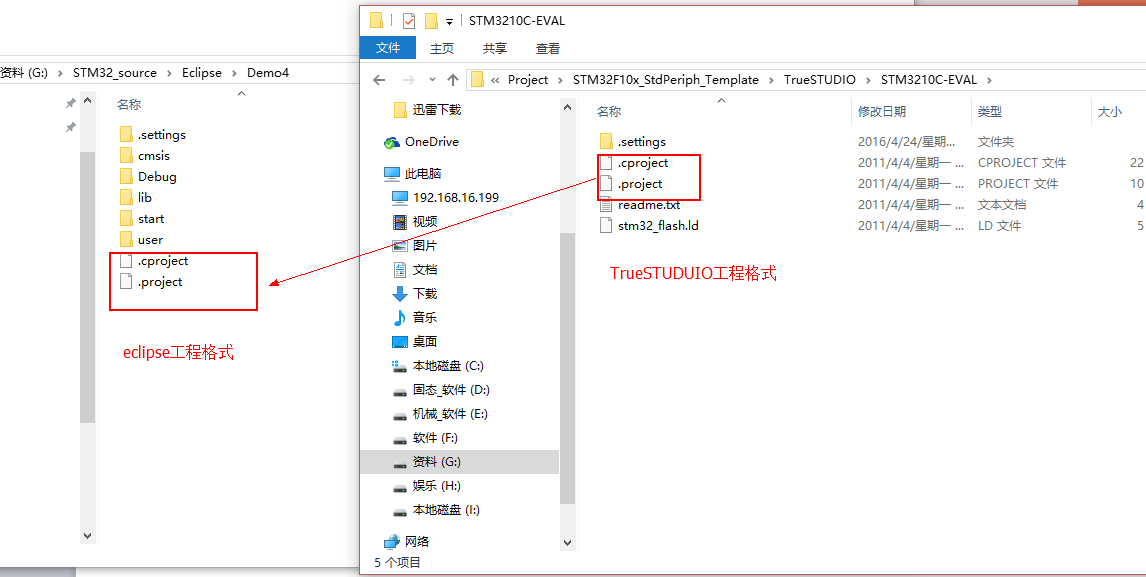 STM3210C-EVAL
文件 主页 共享 查看
资料 (G:) › STM32_source › Eclipse › Demo4
名称
.settings
cmsis
Debug
lib
start
user
.cproject
.project
eclipse工程格式
« Project › STM32F10x_StdPeriph_Template › TrueSTUDIO › STM3210C-EVAL ›
迅雷下载
OneDrive
此电脑
192.168.16.199
视频
图片
文档
下载
音乐
桌面
本地磁盘 (C:)
固态_软件 (D:)
机械_软件 (E:)
软件 (F:)
资料 (G:)
娱乐 (H:)
本地磁盘 (I:)
网络
5 个项目
名称 修改日期 类型 大小
.settings 2016/4/24/星期... 文件夹
.cproject 2011/4/4/星期一 ... CPROJECT 文件 22
.project 2011/4/4/星期一 ... PROJECT 文件 10
readme.txt 2011/4/4/星期一 ... 文本文档 4
stm32_flash.ld 2011/4/4/星期一 ... LD 文件 5
TrueSTUDUIO工程格式